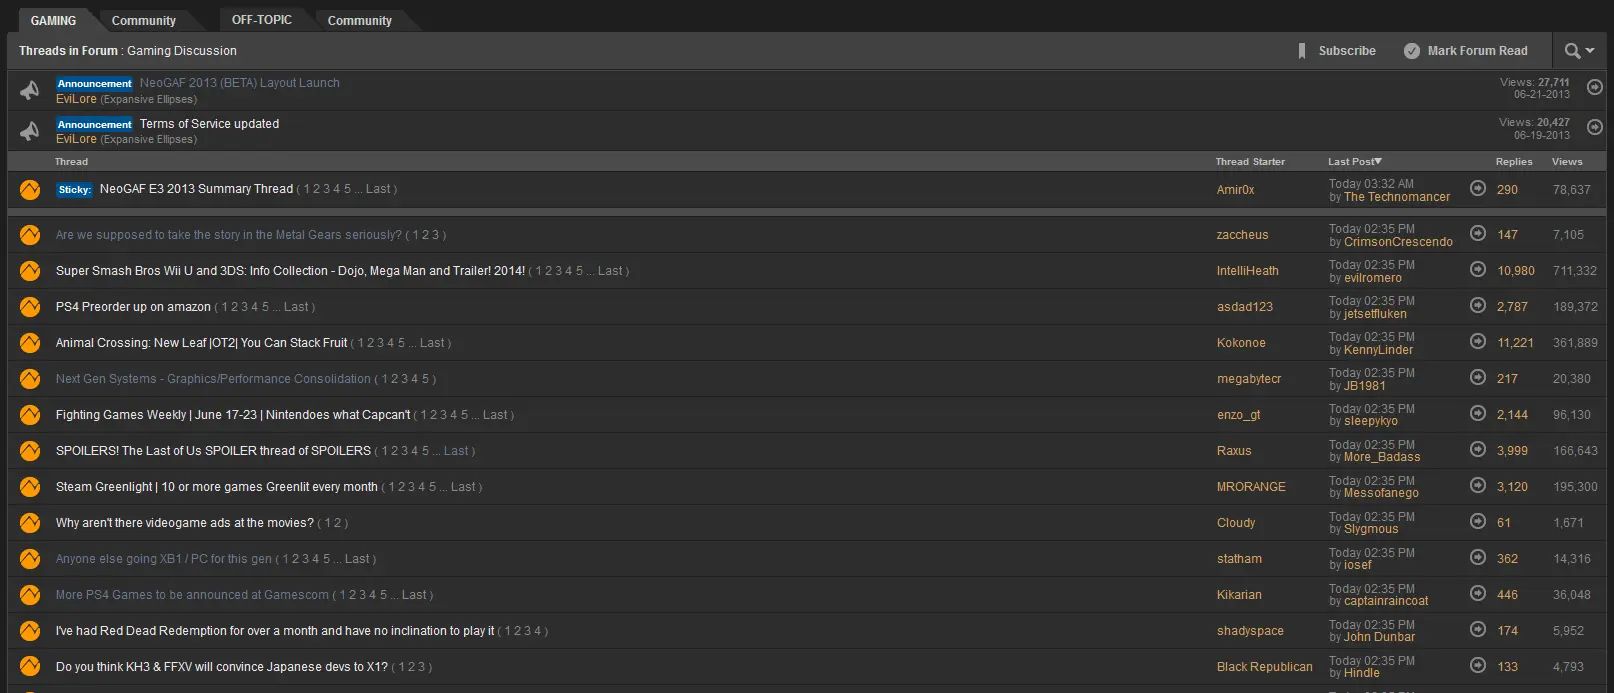 GAMING Community OFF-TOPIC Community
Threads in Forum : Gaming Discussion Subscribe Mark Forum Read
Announcement NeoGAF 2013 (BETA) Layout Launch Views: 27,711
EviLore (Expansive Ellipses) 06-21-2013
Announcement Terms of Service updated Views: 20,427
EviLore (Expansive Ellipses) 06-19-2013
Thread Thread Starter Last Post Replies Views
Sticky: NeoGAF E3 2013 Summary Thread ( 1 2 3 4 5 ... Last ) Amir0x Today 03:32 AM 290 78,637
by The Technomancer
Are we supposed to take the story in the Metal Gears seriously? ( 1 2 3 ) zaccheus Today 02:35 PM 147 7,105
by CrimsonCrescendo
Super Smash Bros Wii U and 3DS: Info Collection - Dojo, Mega Man and Trailer! 2014! ( 1 2 3 4 5 ... Last ) IntelliHeath Today 02:35 PM 10,980 711,332
by evilromero
PS4 Preorder up on amazon ( 1 2 3 4 5 ... Last ) asdad123 Today 02:35 PM 2,787 189,372
by jetsetfluken
Animal Crossing: New Leaf |OT2| You Can Stack Fruit ( 1 2 3 4 5 ... Last ) Kokonoe Today 02:35 PM 11,221 361,889
by KennyLinder
Next Gen Systems - Graphics/Performance Consolidation ( 1 2 3 4 5 ) megabytecr Today 02:35 PM 217 20,380
by JB1981
Fighting Games Weekly | June 17-23 | Nintendoes what Capcan't ( 1 2 3 4 5 ... Last ) enzo_gt Today 02:35 PM 2,144 96,130
by sleepykyo
SPOILERS! The Last of Us SPOILER thread of SPOILERS ( 1 2 3 4 5 ... Last ) Raxus Today 02:35 PM 3,999 166,643
by More_Badass
Steam Greenlight | 10 or more games Greenlit every month ( 1 2 3 4 5 ... Last ) MRORANGE Today 02:35 PM 3,120 195,300
by Messofanego
Why aren't there videogame ads at the movies? ( 1 2 ) Cloudy Today 02:35 PM 61 1,671
by Slygmous
Anyone else going XB1 / PC for this gen ( 1 2 3 4 5 ... Last ) statham Today 02:35 PM 362 14,316
by iosef
More PS4 Games to be announced at Gamescom ( 1 2 3 4 5 ... Last ) Kikarian Today 02:35 PM 446 36,048
by captainraincoat
I've had Red Dead Redemption for over a month and have no inclination to play it ( 1 2 3 4 ) shadyspace Today 02:35 PM 174 5,952
by John Dunbar
Do you think KH3 & FFXV will convince Japanese devs to X1? ( 1 2 3 ) Black Republican Today 02:35 PM 133 4,793
by Hindle